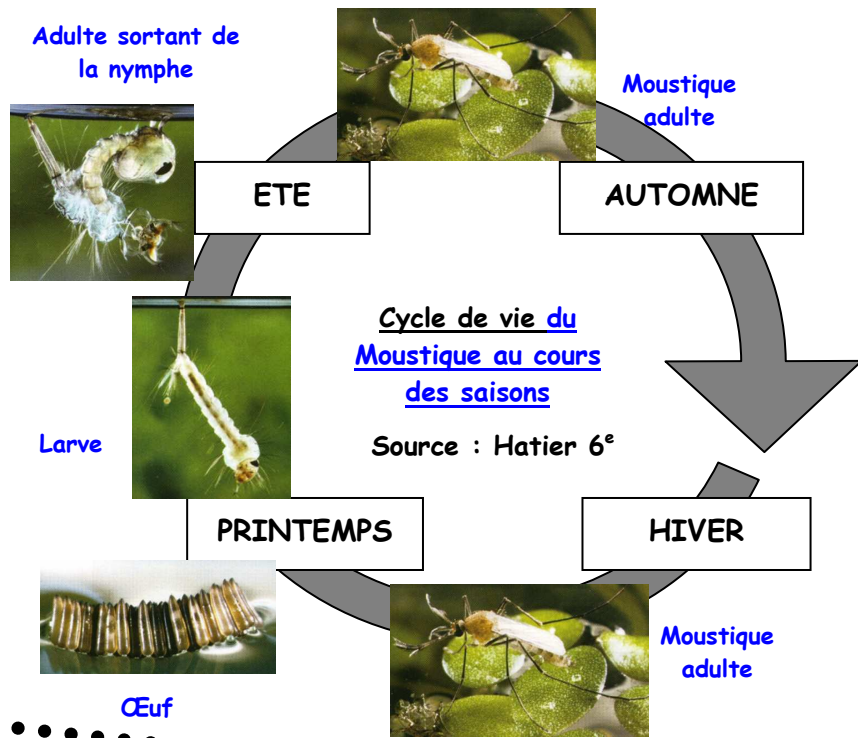 Adulte sortant de
la nymphe
Moustique
adulte
ETE
AUTOMNE
Cycle de vie du
Moustique au cours
des saisons
Source : Hatier 6e
Larve
PRINTEMPS
HIVER
Moustique
adulte
Œuf